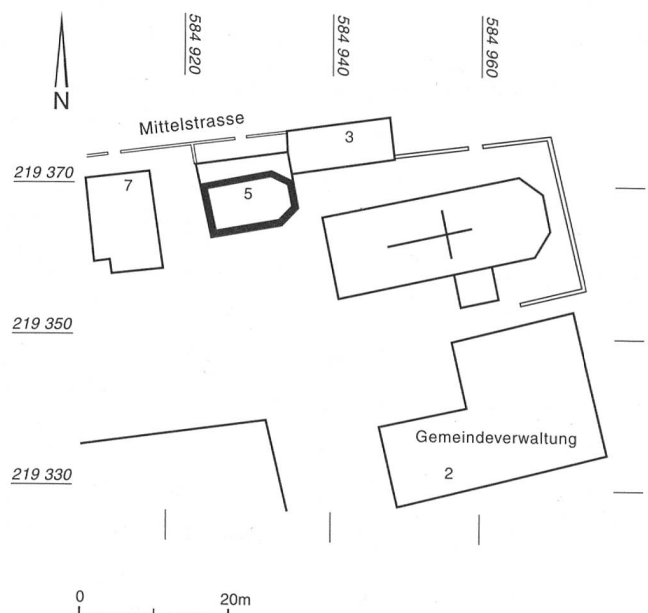 584 920
584 940
584 960
N
Mittelstrasse
3
219 370
7
5
219 350
Gemeindeverwaltung
2
219 330
0 20m